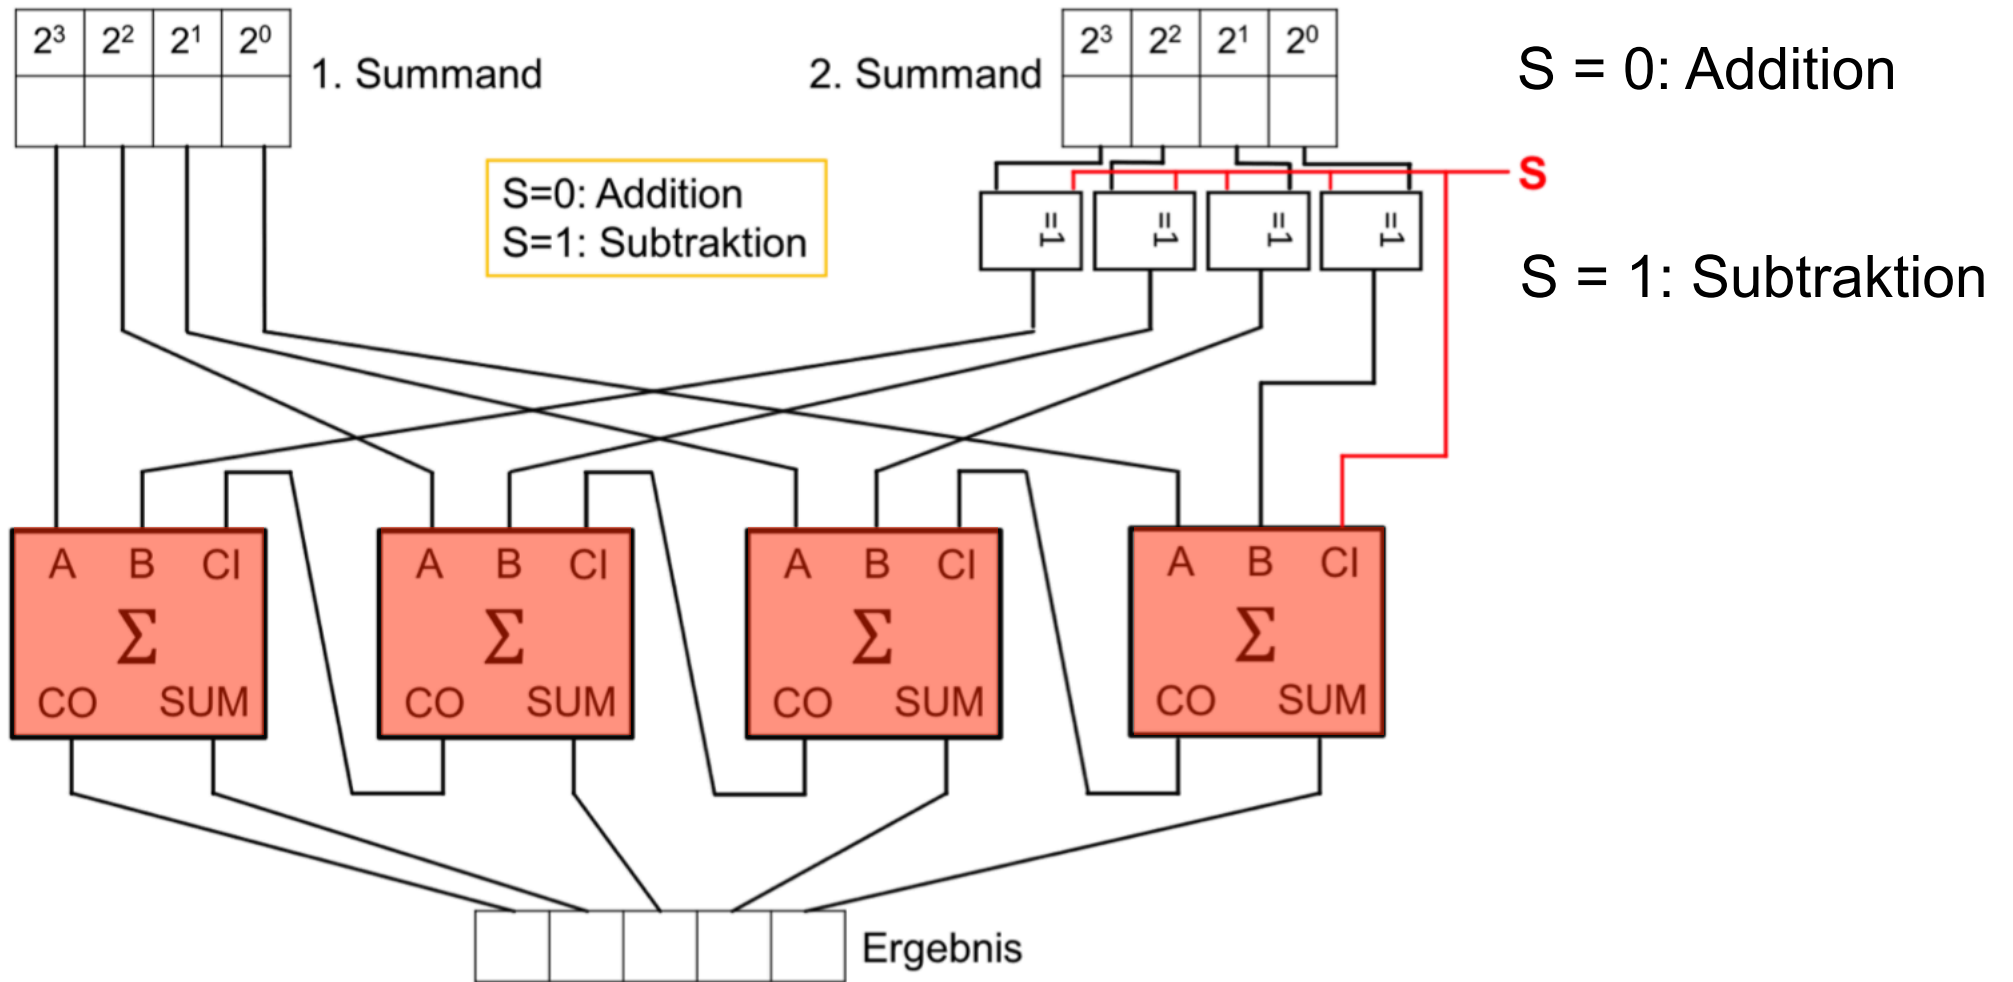 2³ 2² 2¹ 2⁰
1. Summand
2. Summand
2³ 2² 2¹ 2⁰
S = 0: Addition
S=0: Addition
S=1: Subtraktion
S
=1 =1 =1 =1
S = 1: Subtraktion
A B CI
Σ
CO SUM
A B CI
Σ
CO SUM
A B CI
Σ
CO SUM
A B CI
Σ
CO SUM
Ergebnis